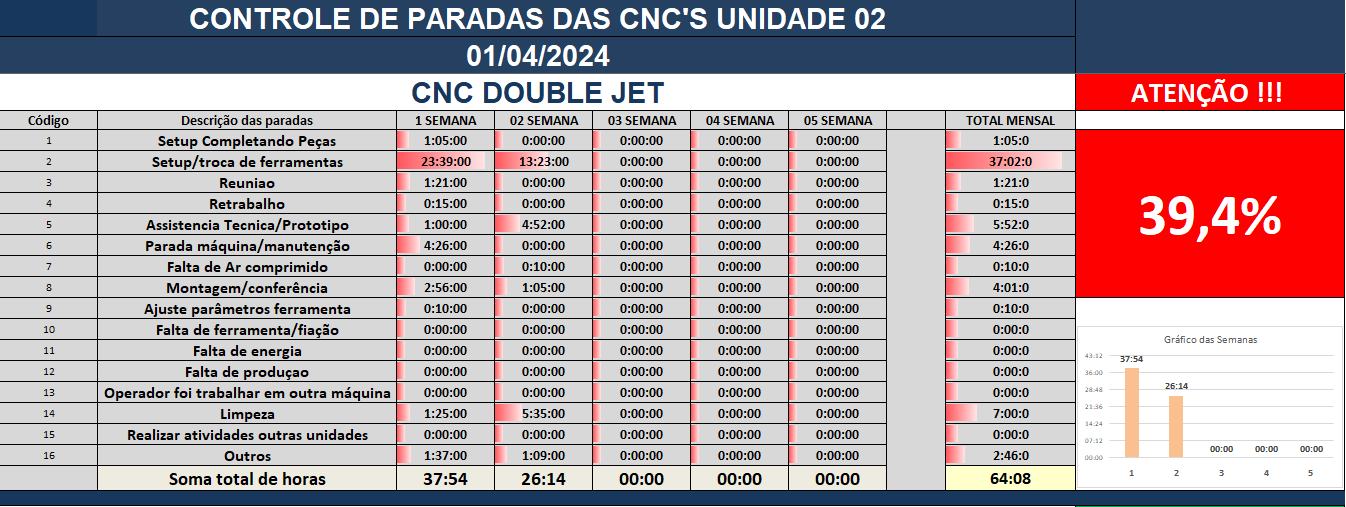 CONTROLE DE PARADAS DAS CNC'S UNIDADE 02
01/04/2024
CNC DOUBLE JET
ATENÇÃO !!!
Código Descrição das paradas 1 SEMANA 02 SEMANA 03 SEMANA 04 SEMANA 05 SEMANA TOTAL MENSAL
1 Setup Completando Peças 1:05:00 0:00:00 0:00:00 0:00:00 0:00:00 1:05:0
2 Setup/troca de ferramentas 23:39:00 13:23:00 0:00:00 0:00:00 0:00:00 37:02:0
3 Reuniao 1:21:00 0:00:00 0:00:00 0:00:00 0:00:00 1:21:0
4 Retrabalho 0:15:00 0:00:00 0:00:00 0:00:00 0:00:00 0:15:0
5 Assistencia Tecnica/Prototipo 1:00:00 4:52:00 0:00:00 0:00:00 0:00:00 5:52:0
6 Parada máquina/manutenção 4:26:00 0:00:00 0:00:00 0:00:00 0:00:00 4:26:0
7 Falta de Ar comprimido 0:00:00 0:10:00 0:00:00 0:00:00 0:00:00 0:10:0
8 Montagem/conferência 2:56:00 1:05:00 0:00:00 0:00:00 0:00:00 4:01:0
9 Ajuste parâmetros ferramenta 0:10:00 0:00:00 0:00:00 0:00:00 0:00:00 0:10:0
10 Falta de ferramenta/fiação 0:00:00 0:00:00 0:00:00 0:00:00 0:00:00 0:00:0
11 Falta de energia 0:00:00 0:00:00 0:00:00 0:00:00 0:00:00 0:00:0
12 Falta de produçao 0:00:00 0:00:00 0:00:00 0:00:00 0:00:00 0:00:0
13 Operador foi trabalhar em outra máquina 0:00:00 0:00:00 0:00:00 0:00:00 0:00:00 0:00:0
14 Limpeza 1:25:00 5:35:00 0:00:00 0:00:00 0:00:00 7:00:0
15 Realizar atividades outras unidades 0:00:00 0:00:00 0:00:00 0:00:00 0:00:00 0:00:0
16 Outros 1:37:00 1:09:00 0:00:00 0:00:00 0:00:00 2:46:0
Soma total de horas 37:54 26:14 00:00 00:00 00:00 64:08
39,4%
Gráfico das Semanas
43:12
36:00
28:48
21:36
14:24
07:12
00:00
37:54 26:14 00:00 00:00 00:00
1 2 3 4 5